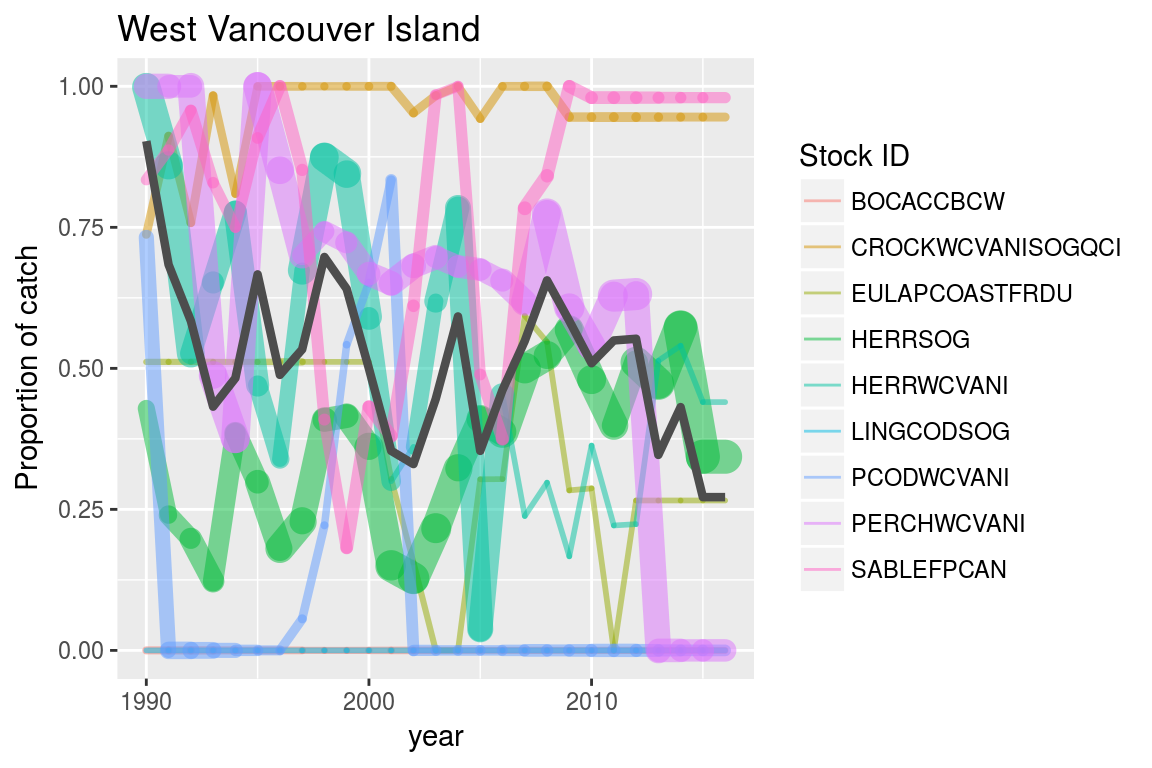 West Vancouver Island
Proportion of catch
1.00
0.75
0.50
0.25
0.00
1990
2000
2010
year
Stock ID
BOCACCBCW
CROCKWCVANISOGQCI
EULAPCOASTFRDU
HERRSOG
HERRWCVANI
LINGCODSOG
PCODWCVANI
PERCHWCVANI
SABLEFPCAN